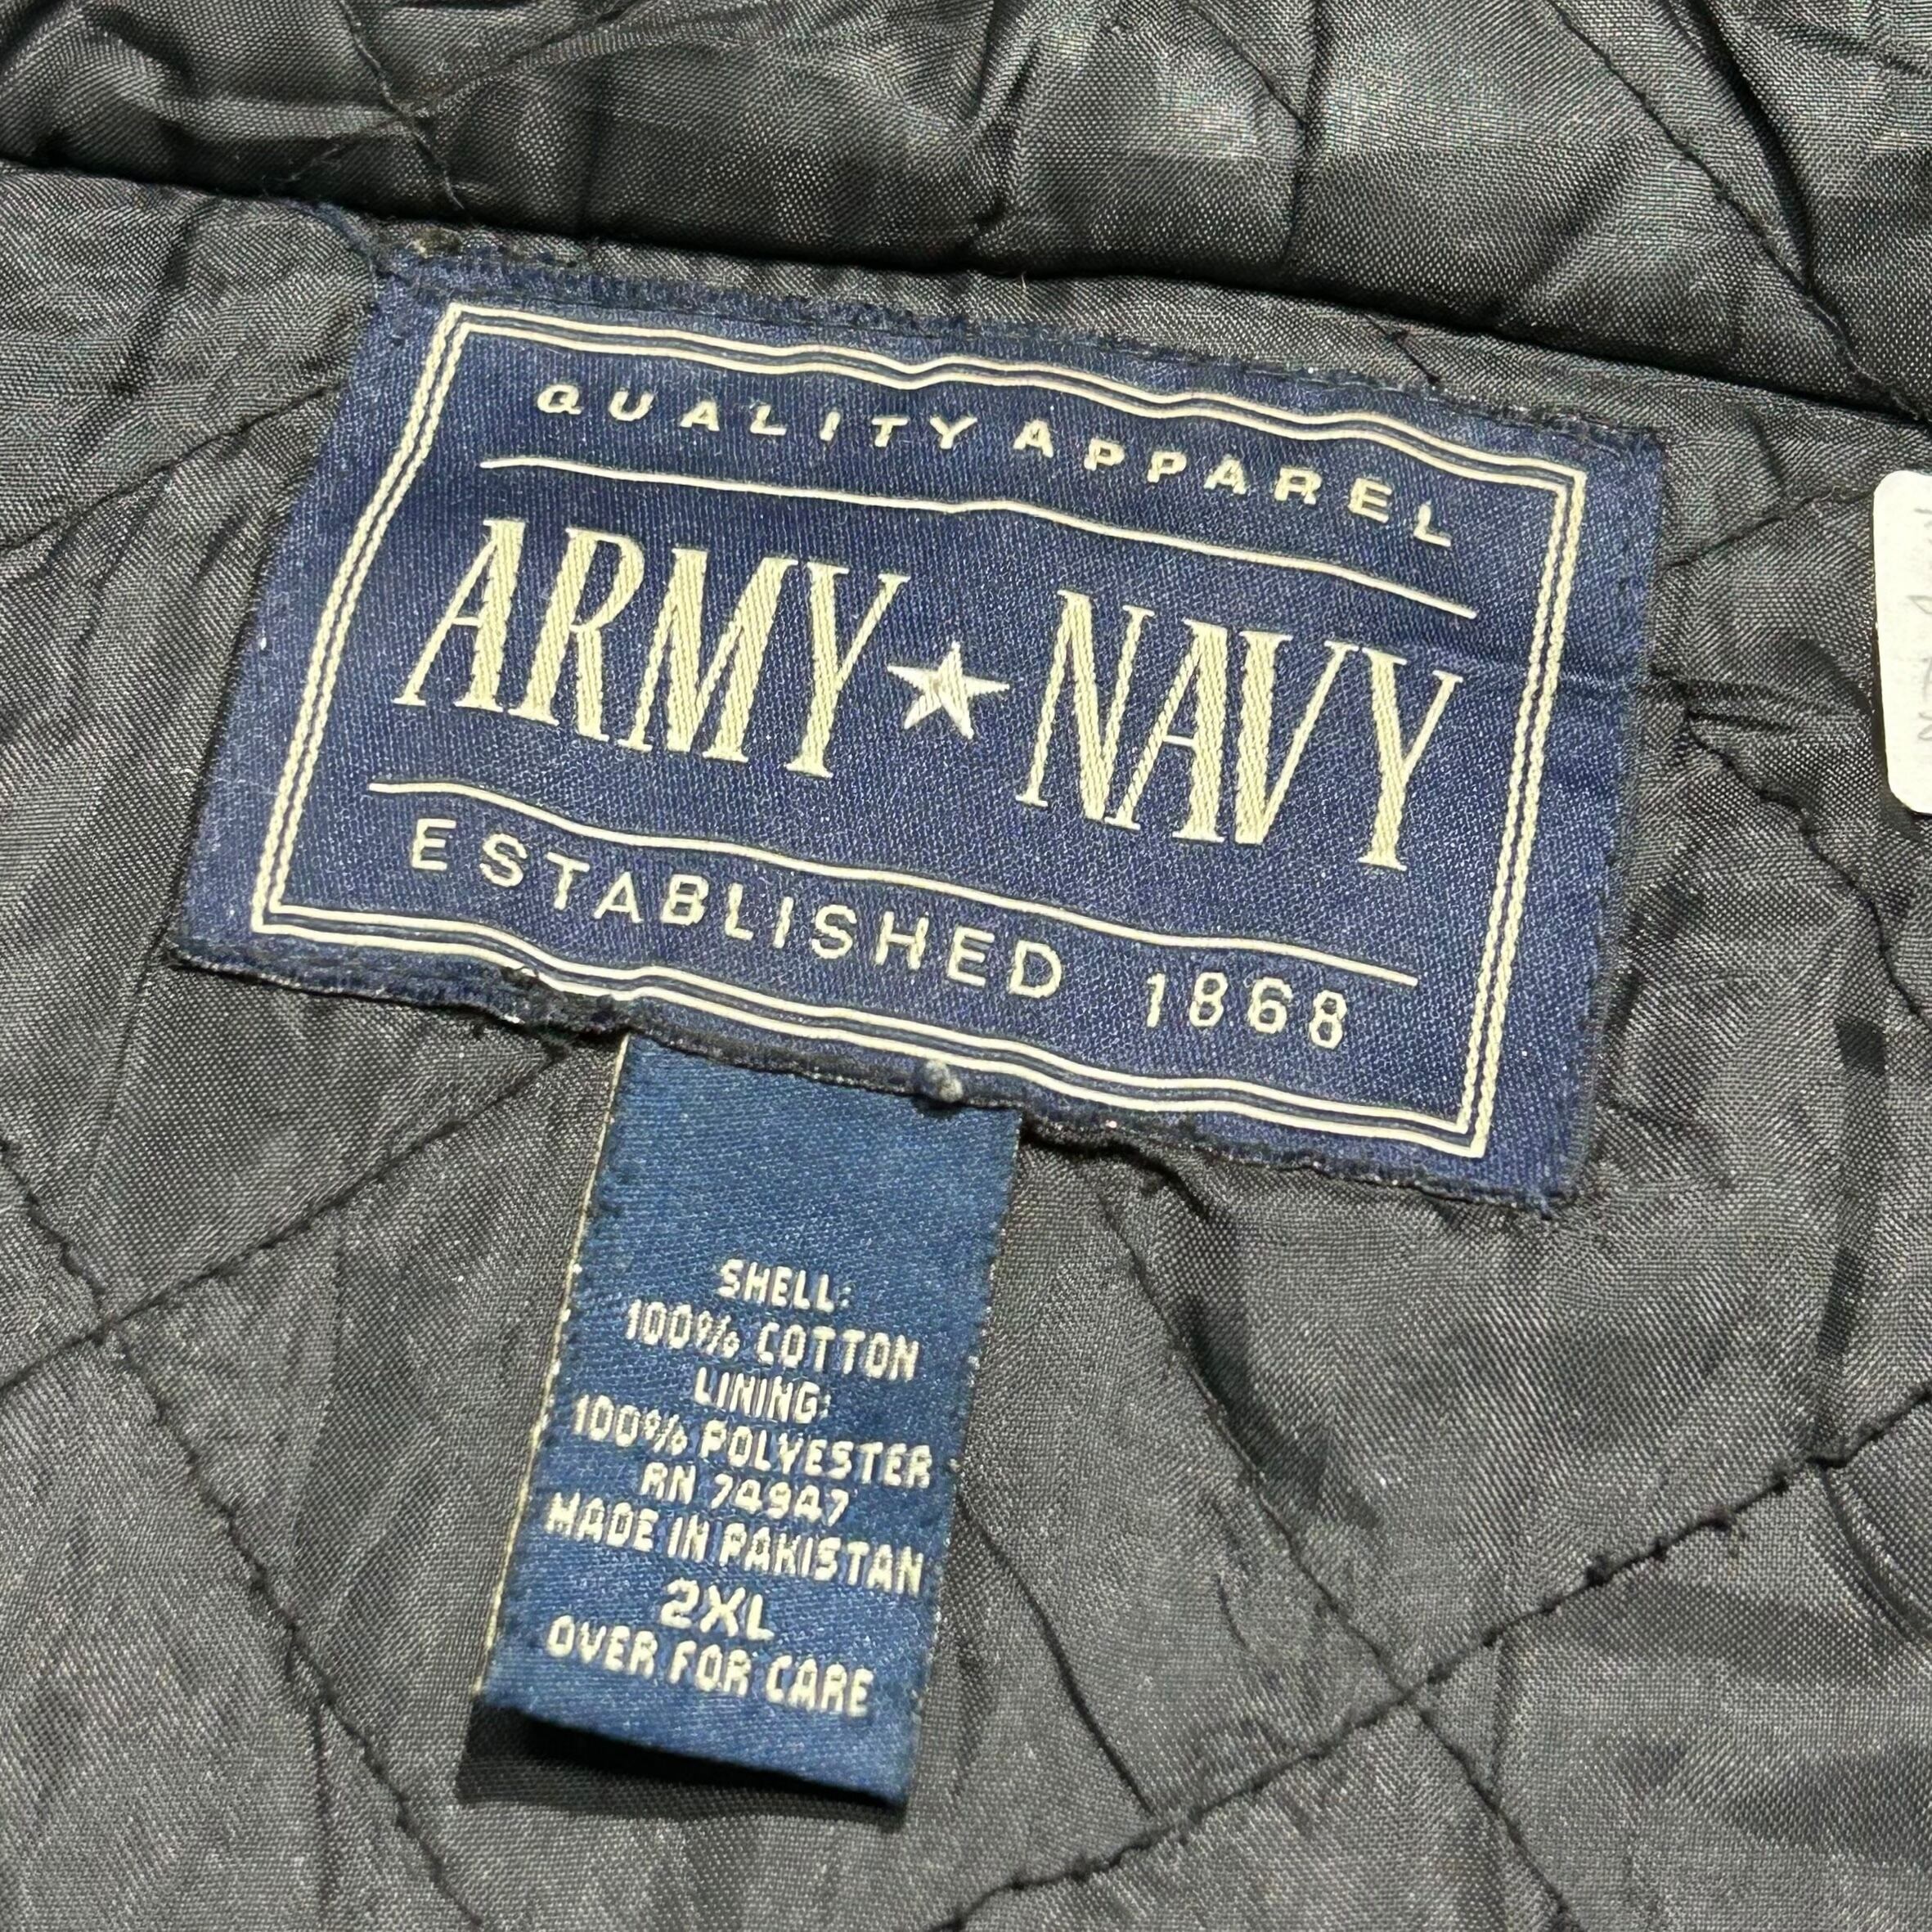 QUALITY APPAREL
ARMY★NAVY
ESTABLISHED 1868
SHELL:
100% COTTON
LINING:
100% POLYESTER
RN 74947
MADE IN PAKISTAN
2XL
OVER FOR CARE